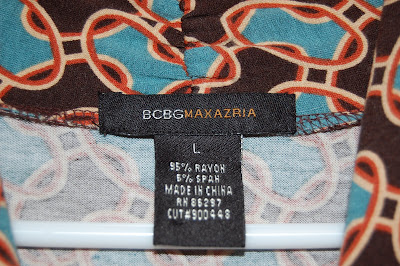 BCBGMAXAZRIA
L
95% RAYON
5% SPAN
MADE IN CHINA
RN 86297
CUT#900448